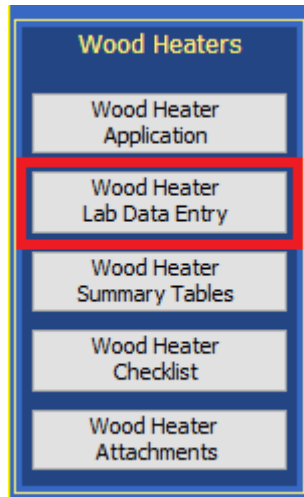 Wood Heaters
Wood Heater
Application
Wood Heater
Lab Data Entry
Wood Heater
Summary Tables
Wood Heater
Checklist
Wood Heater
Attachments